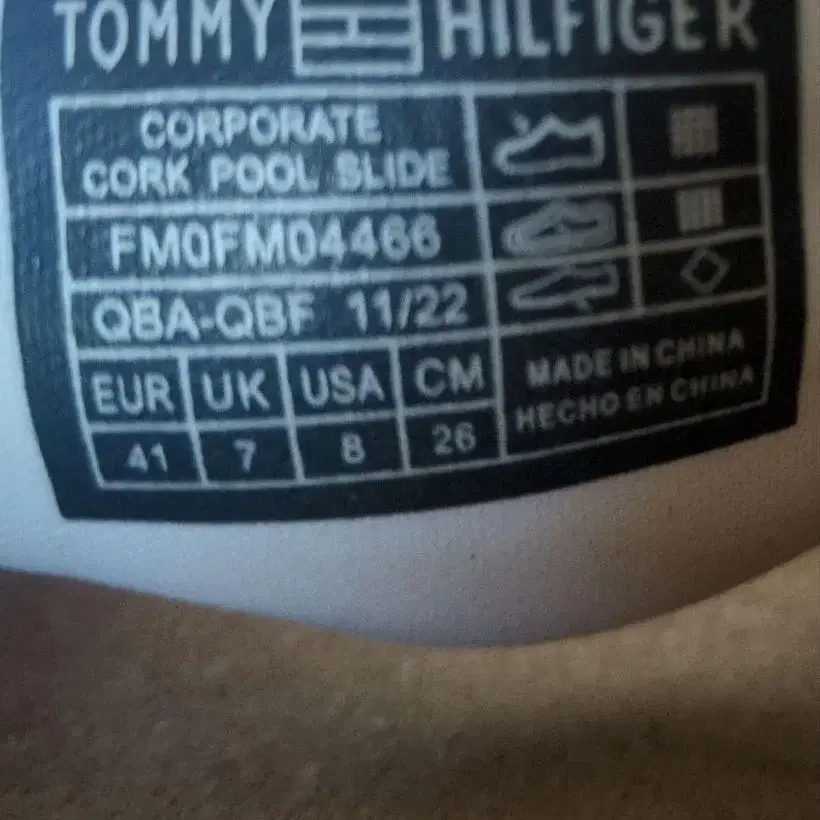 TOMMY HILFIGER
CORPORATE
CORK POOL SLIDE
FM0FM04466
QBA-QBF 11/22
EUR UK USA CM
41 7 8 26
MADE IN CHINA
HECHO EN CHINA